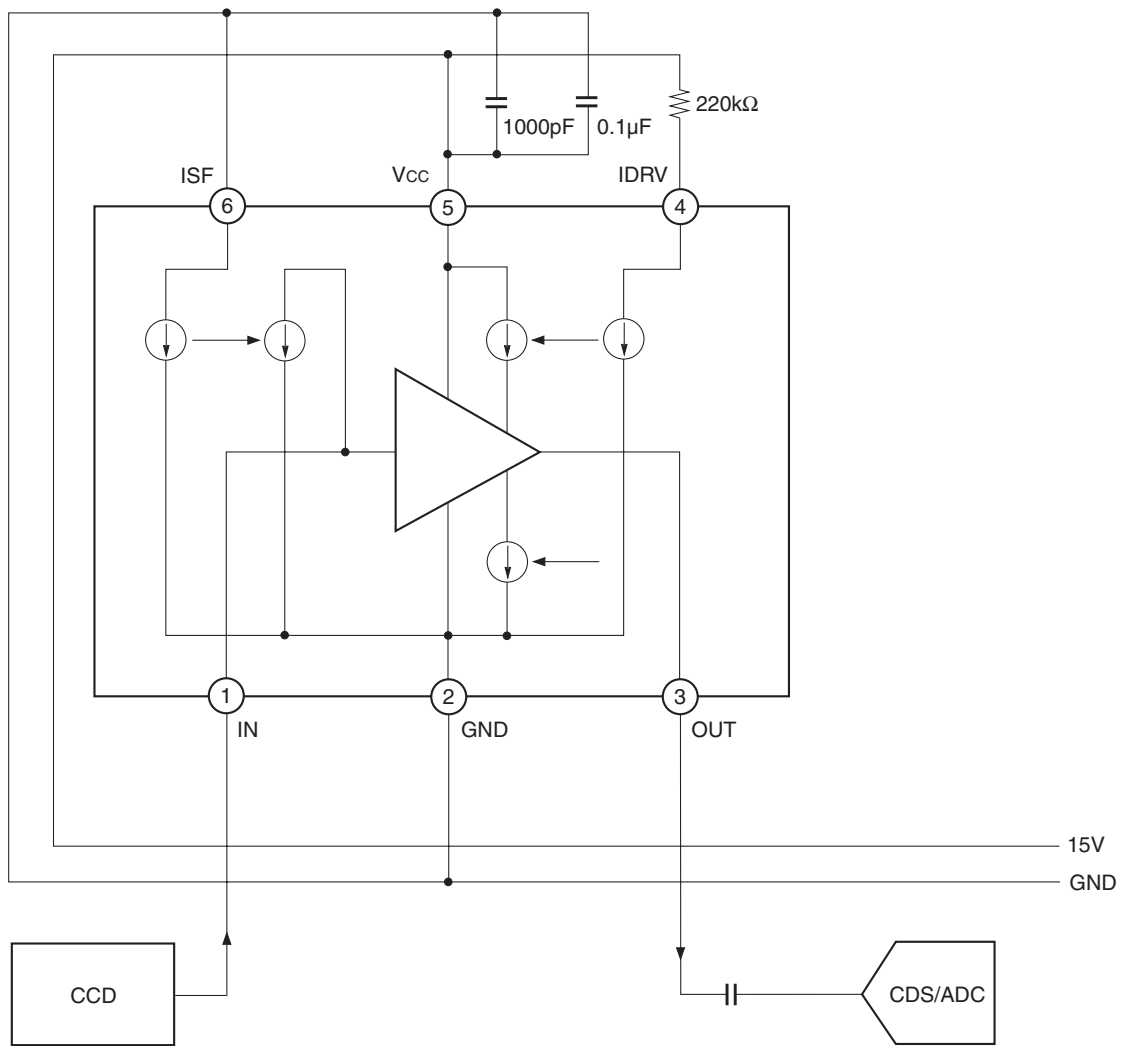 220kΩ
1000pF
0.1µF
ISF
VCC
IDRV
6
5
4
1
2
3
IN
GND
OUT
15V
GND
CCD
CDS/ADC